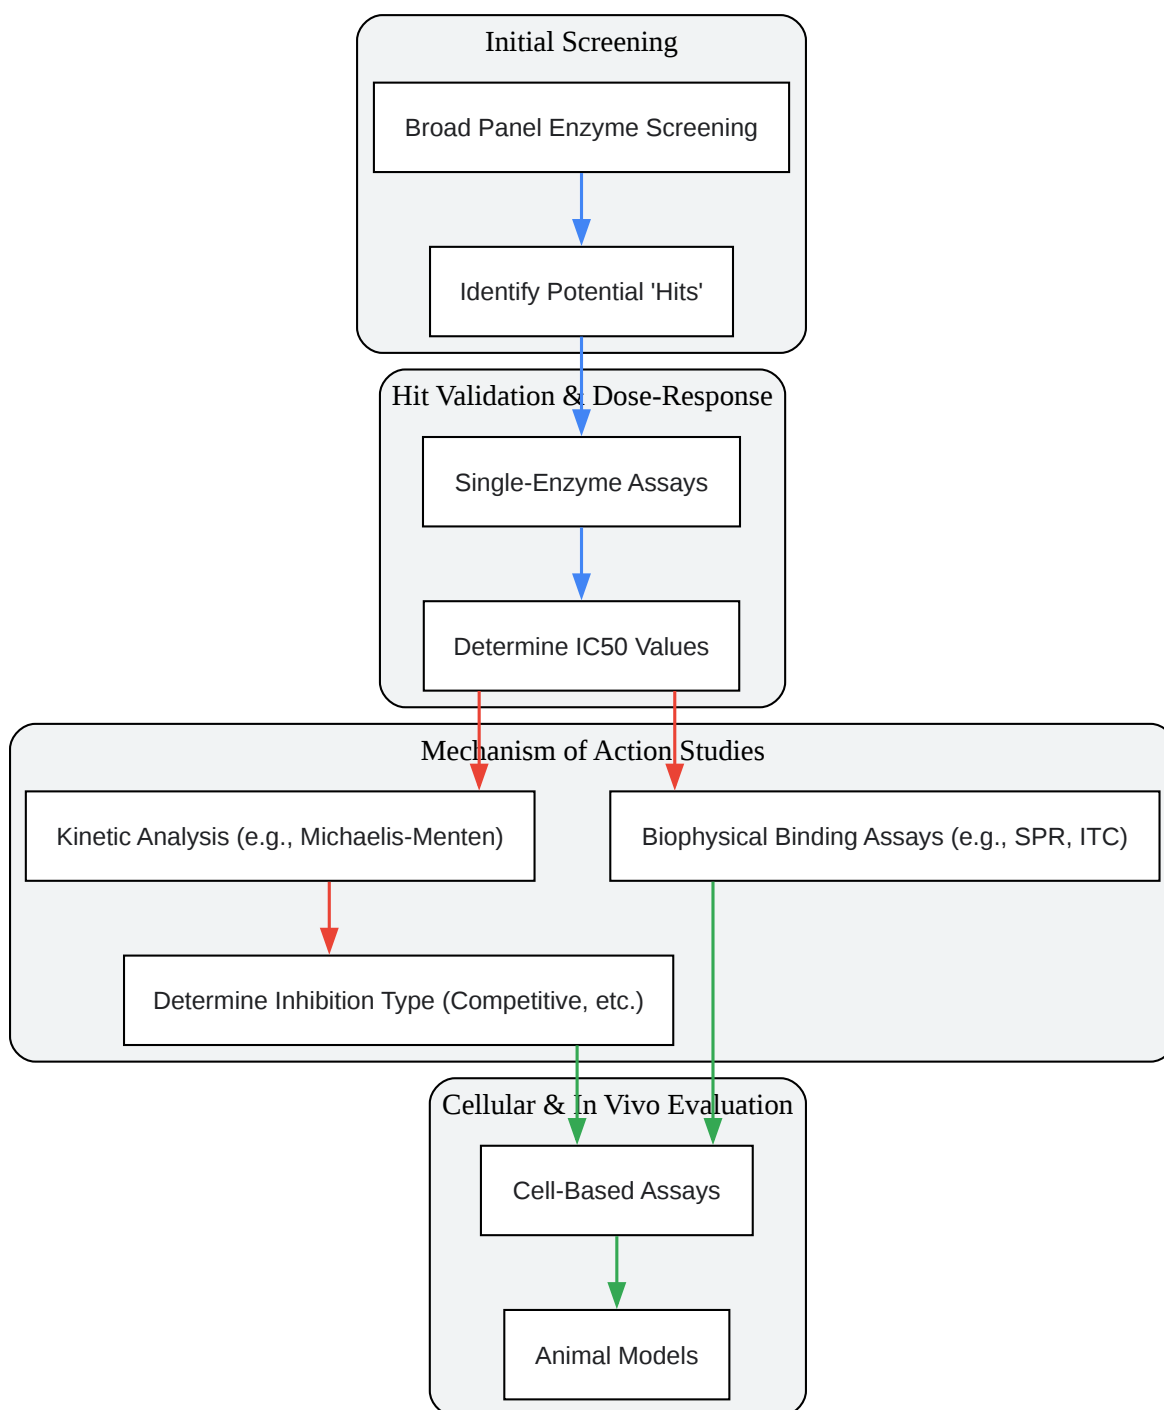 Initial Screening
Broad Panel Enzyme Screening
Identify Potential 'Hits'
Hit Validation & Dose-Response
Single-Enzyme Assays
Determine IC50 Values
Mechanism of Action Studies
Kinetic Analysis (e.g., Michaelis-Menten)
Biophysical Binding Assays (e.g., SPR, ITC)
Determine Inhibition Type (Competitive, etc.)
Cellular & In Vivo Evaluation
Cell-Based Assays
Animal Models